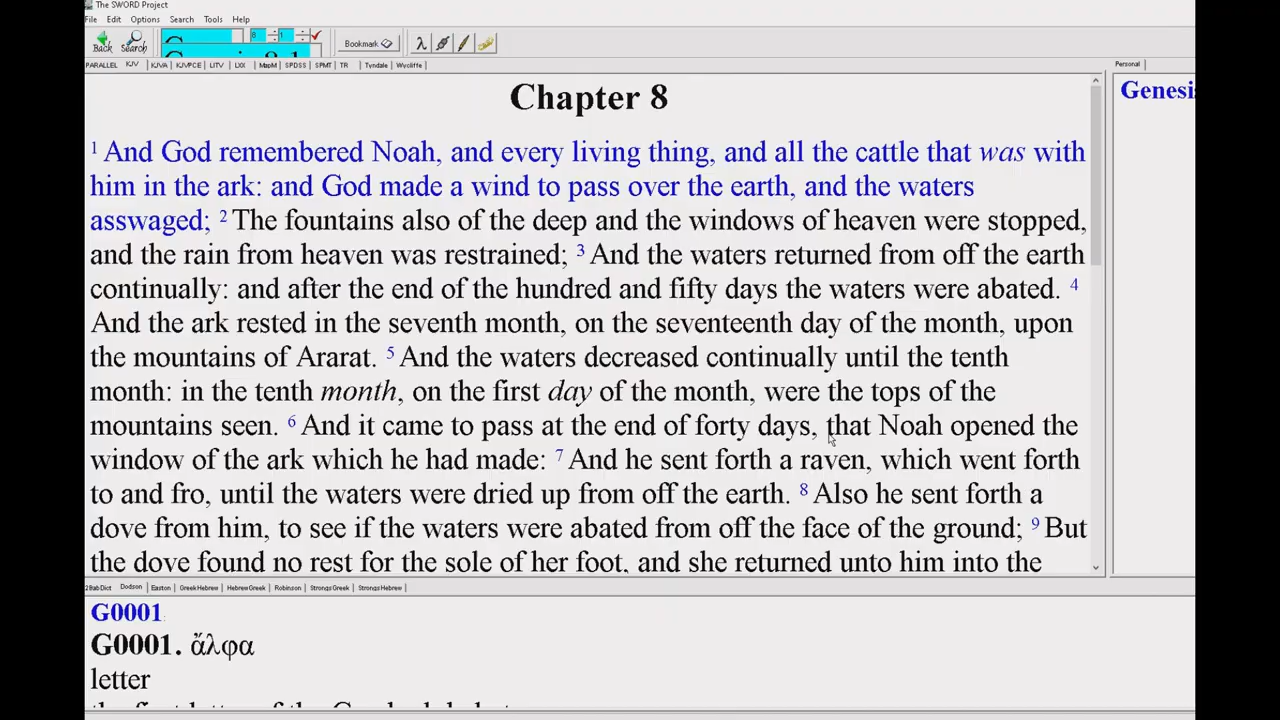 The SWORD Project
File Edit Options Search Tools Help
Back Search 8 1 Bookmark λ
PARALLEL KJV KJVA KJVPCE LITV LXX MapM SPDSS SPMT TR Tyndale Wycliffe
Personal
Genesis
Chapter 8
1 And God remembered Noah, and every living thing, and all the cattle that was with
him in the ark: and God made a wind to pass over the earth, and the waters
asswaged; 2 The fountains also of the deep and the windows of heaven were stopped,
and the rain from heaven was restrained; 3 And the waters returned from off the earth
continually: and after the end of the hundred and fifty days the waters were abated. 4
And the ark rested in the seventh month, on the seventeenth day of the month, upon
the mountains of Ararat. 5 And the waters decreased continually until the tenth
month: in the tenth month, on the first day of the month, were the tops of the
mountains seen. 6 And it came to pass at the end of forty days, that Noah opened the
window of the ark which he had made: 7 And he sent forth a raven, which went forth
to and fro, until the waters were dried up from off the earth. 8 Also he sent forth a
dove from him, to see if the waters were abated from off the face of the ground; 9 But
the dove found no rest for the sole of her foot, and she returned unto him into the
2BabDict Dodson Easton GreekHebrew HebrewGreek Robinson StrongsGreek StrongsHebrew
G0001
G0001. ἄλφα
letter